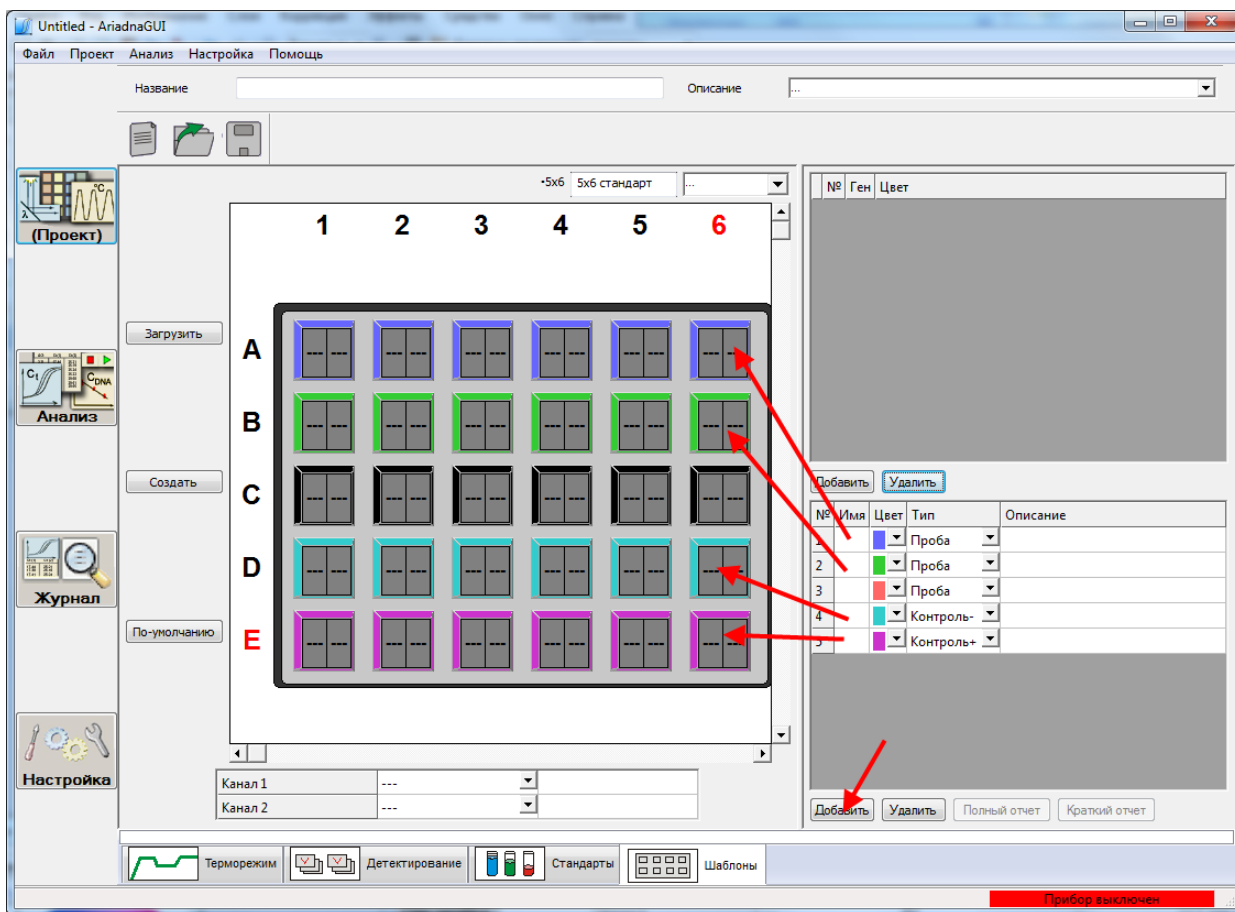 Untitled - AriadnaGUI
Файл Проект Анализ Настройка Помощь
Название
Описание
...
•5x6 5x6 стандарт ...
№ Ген Цвет
(Проект)
1 2 3 4 5 6
Загрузить
A --- --- --- --- --- --- --- --- --- --- --- ---
Анализ
B --- --- --- --- --- --- --- --- --- --- --- ---
Создать
C --- --- --- --- --- --- --- --- --- --- --- ---
Добавить Удалить
№ Имя Цвет Тип Описание
1 Проба
2 Проба
3 Проба
4 Контроль-
5 Контроль+
Журнал
D --- --- --- --- --- --- --- --- --- --- --- ---
По-умолчанию
E --- --- --- --- --- --- --- --- --- --- --- ---
Настройка
Канал 1 ---
Канал 2 ---
Добавить Удалить Полный отчет Краткий отчет
Терморежим Детектирование Стандарты Шаблоны
Прибор выключен